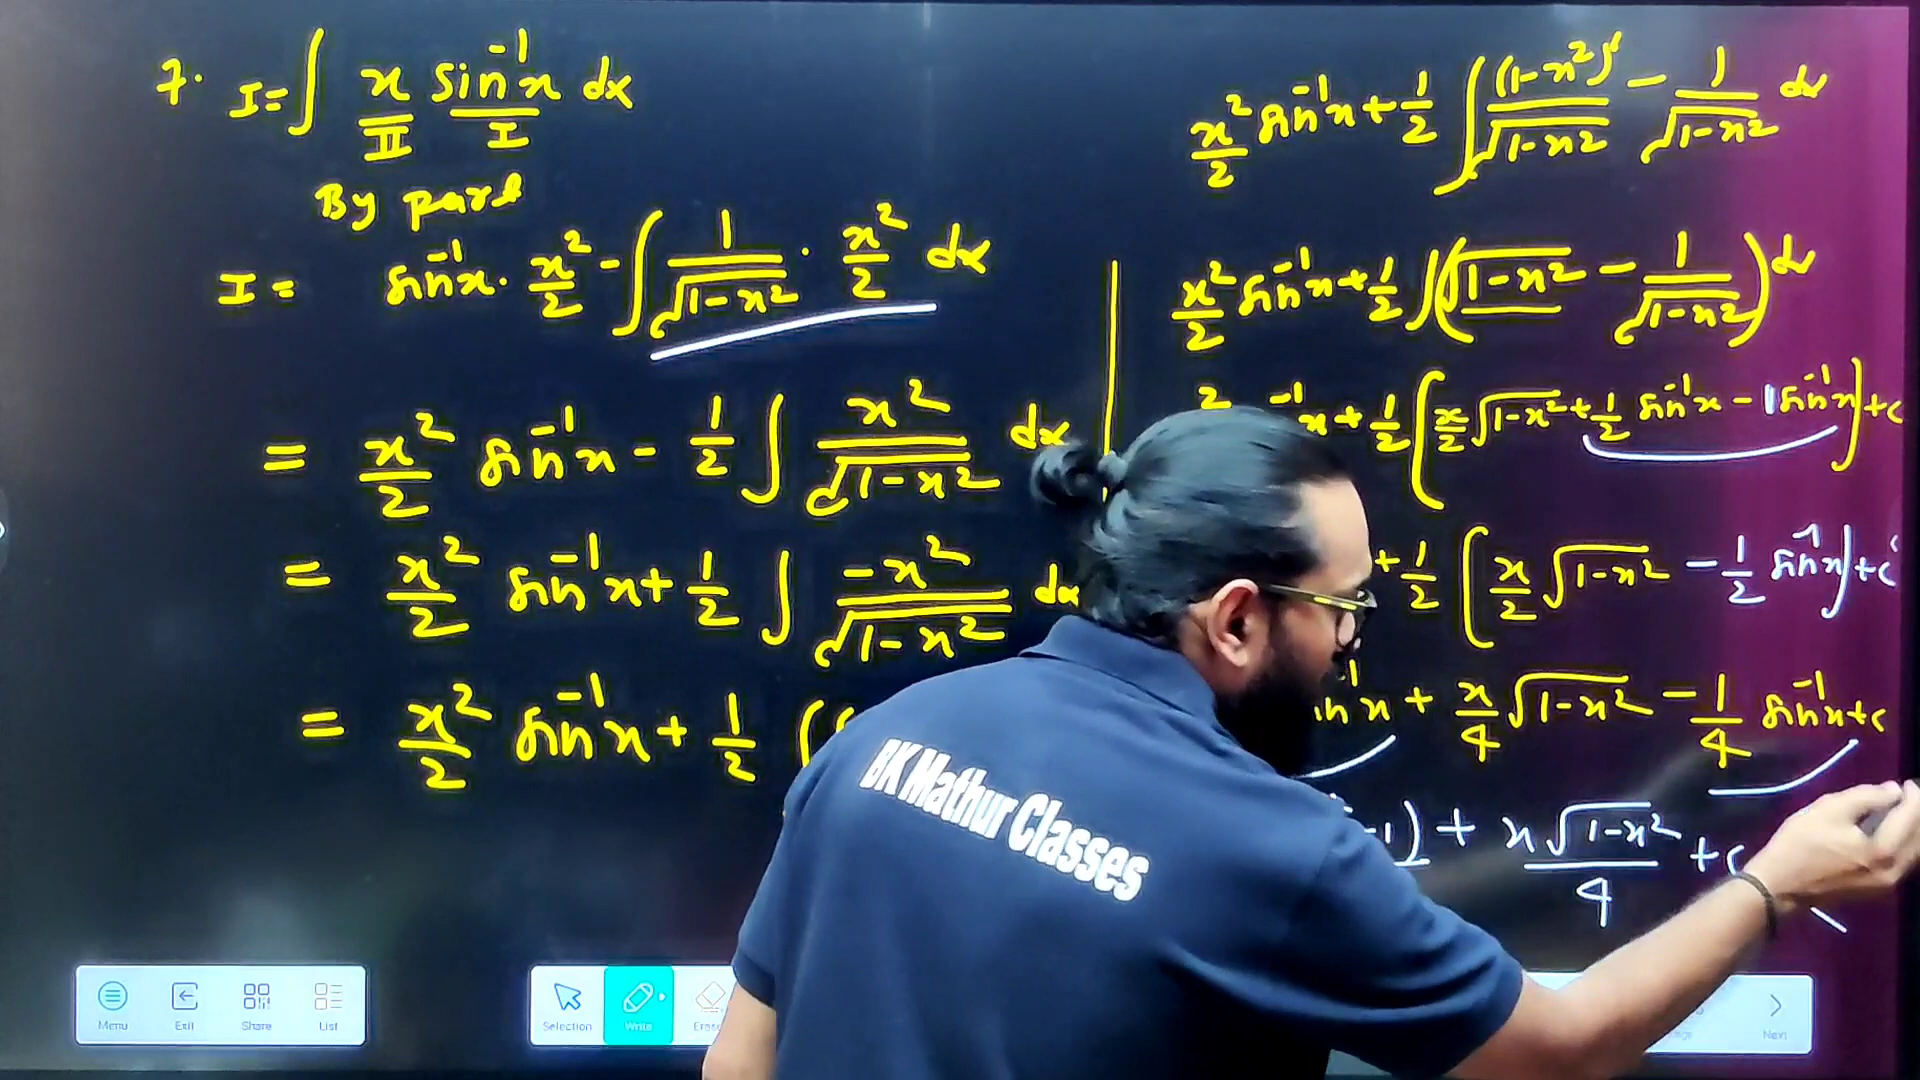 7. I = ∫ x sin⁻¹x dx
II I
By parts
I = sin⁻¹x · x²/2 - ∫ 1/√1-x² · x²/2 dx
= x²/2 sin⁻¹x - 1/2 ∫ x²/√1-x² dx
= x²/2 sin⁻¹x + 1/2 ∫ -x²/√1-x² dx
= x²/2 sin⁻¹x + 1/2 (
x²/2 sin⁻¹x + 1/2 ∫ (1-x²)¹/√1-x² - 1/√1-x² dx
x²/2 sin⁻¹x + 1/2 ∫ (√1-x² - 1/√1-x²) dx
x + 1/2 [x/2 √1-x² + 1/2 sin⁻¹x - 1 sin⁻¹x] + c
+ 1/2 [x/2 √1-x² - 1/2 sin⁻¹x] + c
x + x/4 √1-x² - 1/4 sin⁻¹x + c
-1) + x√1-x²/4 + c
BK Mathur Classes
Menu Exit Share List
Selection Write
Next